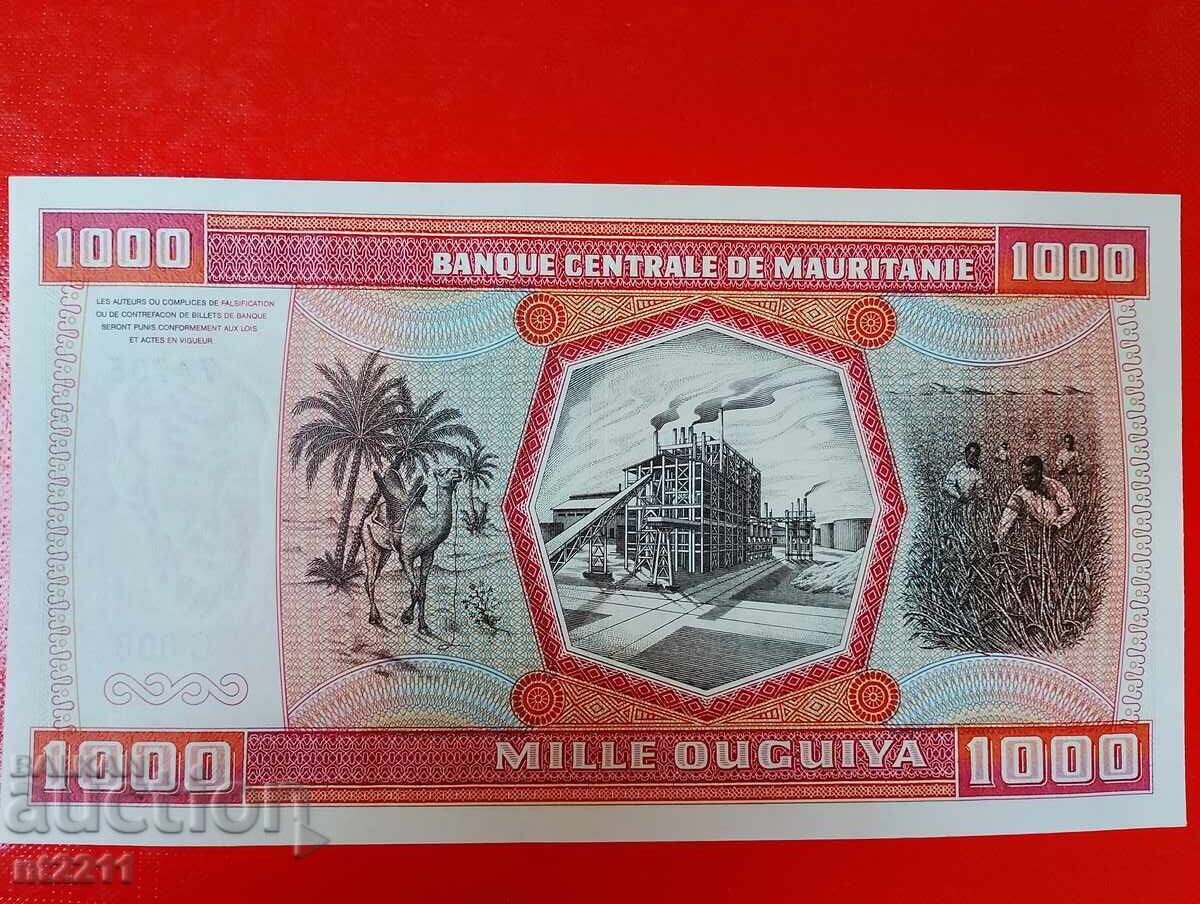 1000
BANQUE CENTRALE DE MAURITANIE
1000
LES AUTEURS OU COMPLICES DE FALSIFICATION
OU DE CONTREFACON DE BILLETS DE BANQUE
SERONT PUNIS CONFORMEMENT AUX LOIS
ET ACTES EN VIGUEUR
1000
MILLE OUGUIYA
1000
BALKAN
auction
nt2211